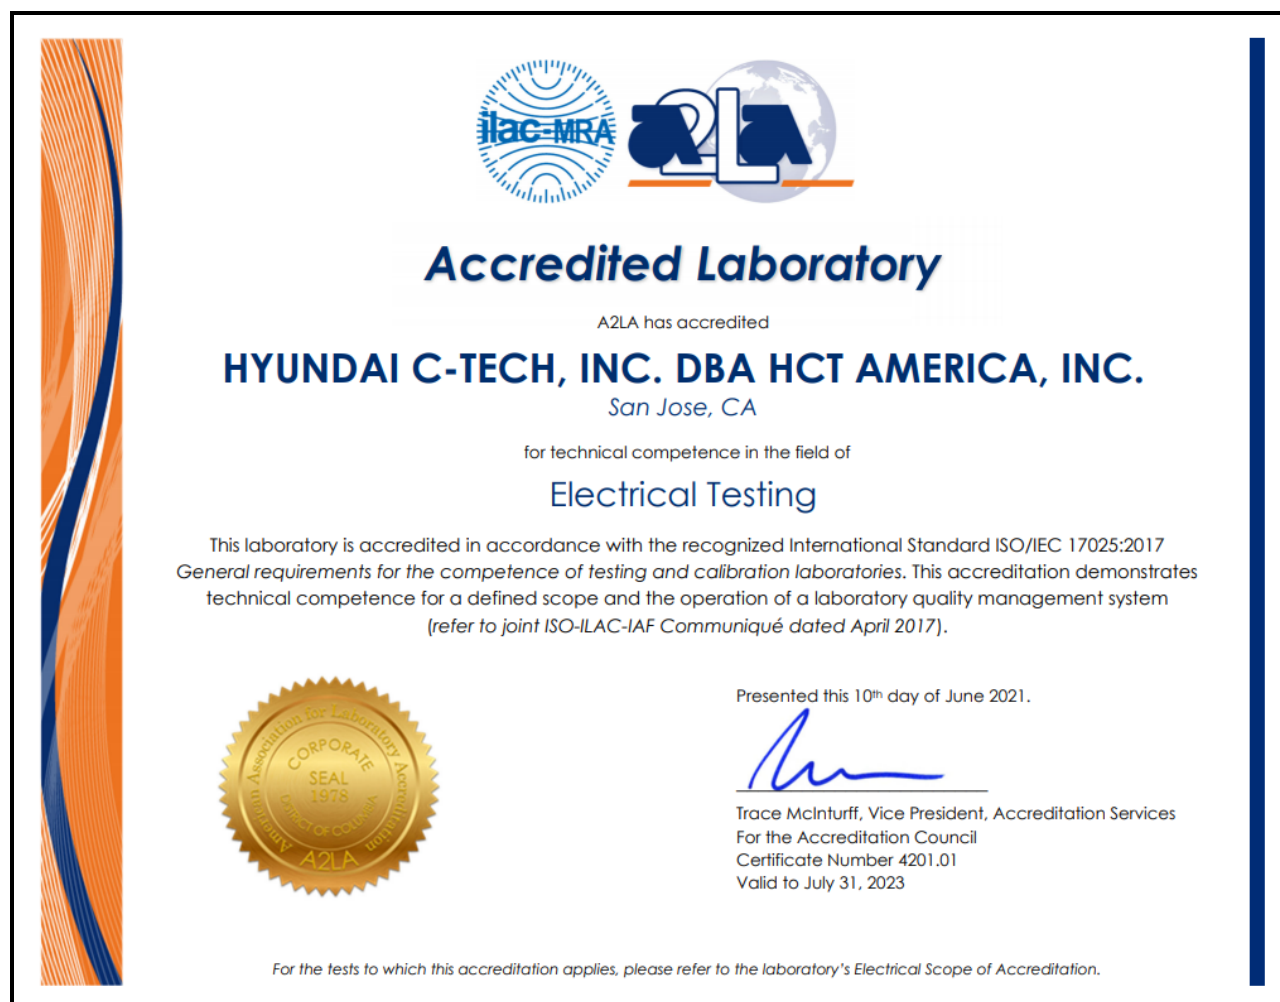 ilac-MRA
A2LA
Accredited Laboratory
A2LA has accredited
HYUNDAI C-TECH, INC. DBA HCT AMERICA, INC.
San Jose, CA
for technical competence in the field of
Electrical Testing
This laboratory is accredited in accordance with the recognized International Standard ISO/IEC 17025:2017
General requirements for the competence of testing and calibration laboratories. This accreditation demonstrates
technical competence for a defined scope and the operation of a laboratory quality management system
(refer to joint ISO-ILAC-IAF Communiqué dated April 2017).
American Association for Laboratory Accreditation
CORPORATE
SEAL
1978
DISTRICT OF COLUMBIA
A2LA
Presented this 10th day of June 2021.
Trace McInturff, Vice President, Accreditation Services
For the Accreditation Council
Certificate Number 4201.01
Valid to July 31, 2023
For the tests to which this accreditation applies, please refer to the laboratory's Electrical Scope of Accreditation.